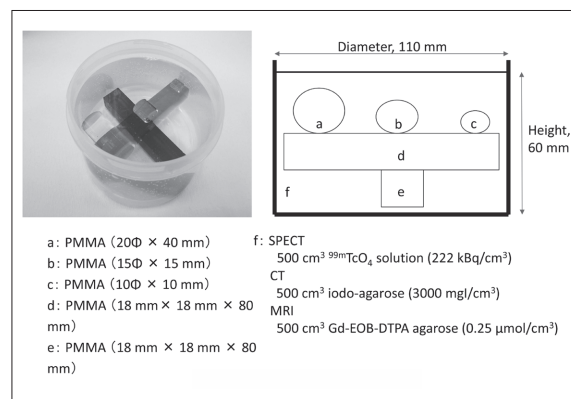 Diameter, 110 mm
a
b
c
d
e
f
Height,
60 mm
a: PMMA (20Φ × 40 mm)
b: PMMA (15Φ × 15 mm)
c: PMMA (10Φ × 10 mm)
d: PMMA (18 mm × 18 mm × 80
mm)
e: PMMA (18 mm × 18 mm × 80
mm)
f: SPECT
500 cm³ ⁹⁹ᵐTcO₄ solution (222 kBq/cm³)
CT
500 cm³ iodo-agarose (3000 mgI/cm³)
MRI
500 cm³ Gd-EOB-DTPA agarose (0.25 μmol/cm³)